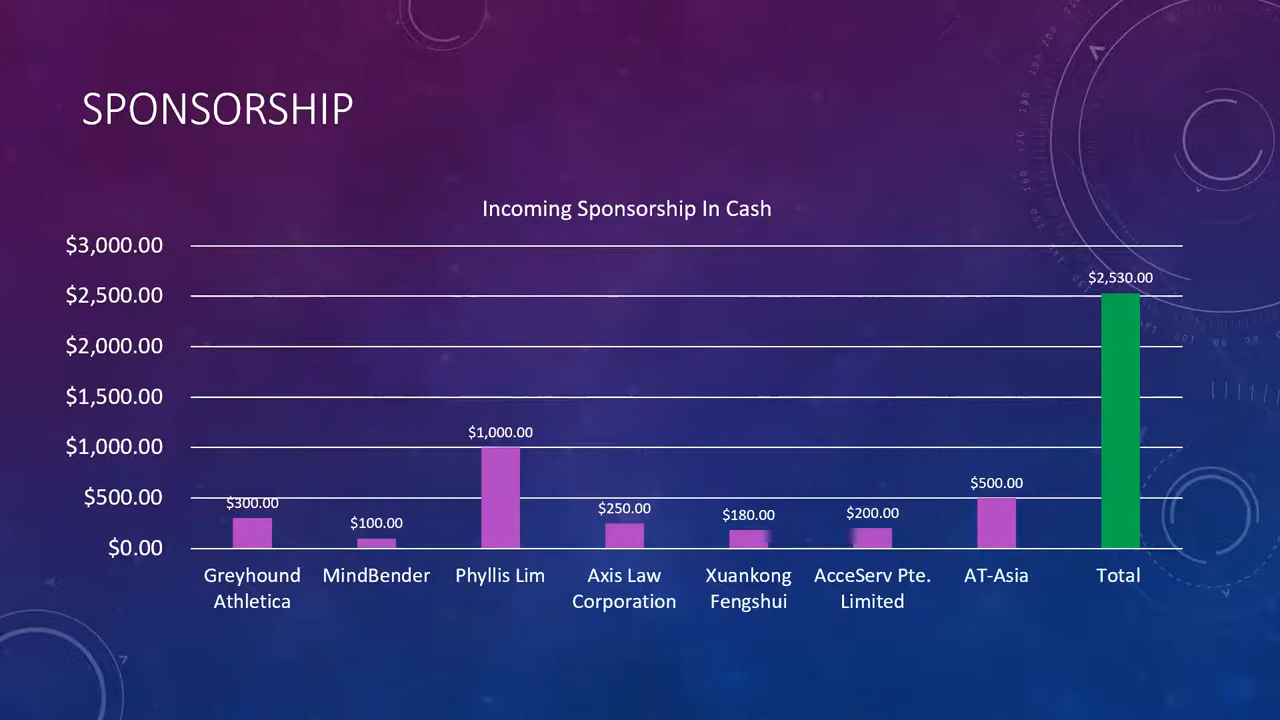 SPONSORSHIP
Incoming Sponsorship In Cash
$3,000.00
$2,500.00
$2,000.00
$1,500.00
$1,000.00
$500.00
$0.00
$300.00
$100.00
$1,000.00
$250.00
$180.00
$200.00
$500.00
$2,530.00
Greyhound
Athletica
MindBender
Phyllis Lim
Axis Law
Corporation
Xuankong
Fengshui
AcceServ Pte.
Limited
AT-Asia
Total